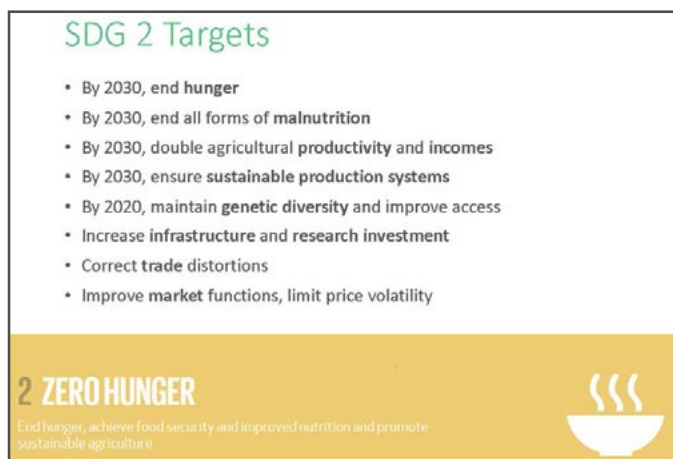 SDG 2 Targets
• By 2030, end hunger
• By 2030, end all forms of malnutrition
• By 2030, double agricultural productivity and incomes
• By 2030, ensure sustainable production systems
• By 2020, maintain genetic diversity and improve access
• Increase infrastructure and research investment
• Correct trade distortions
• Improve market functions, limit price volatility
2 ZERO HUNGER
End hunger, achieve food security and improved nutrition and promote
sustainable agriculture